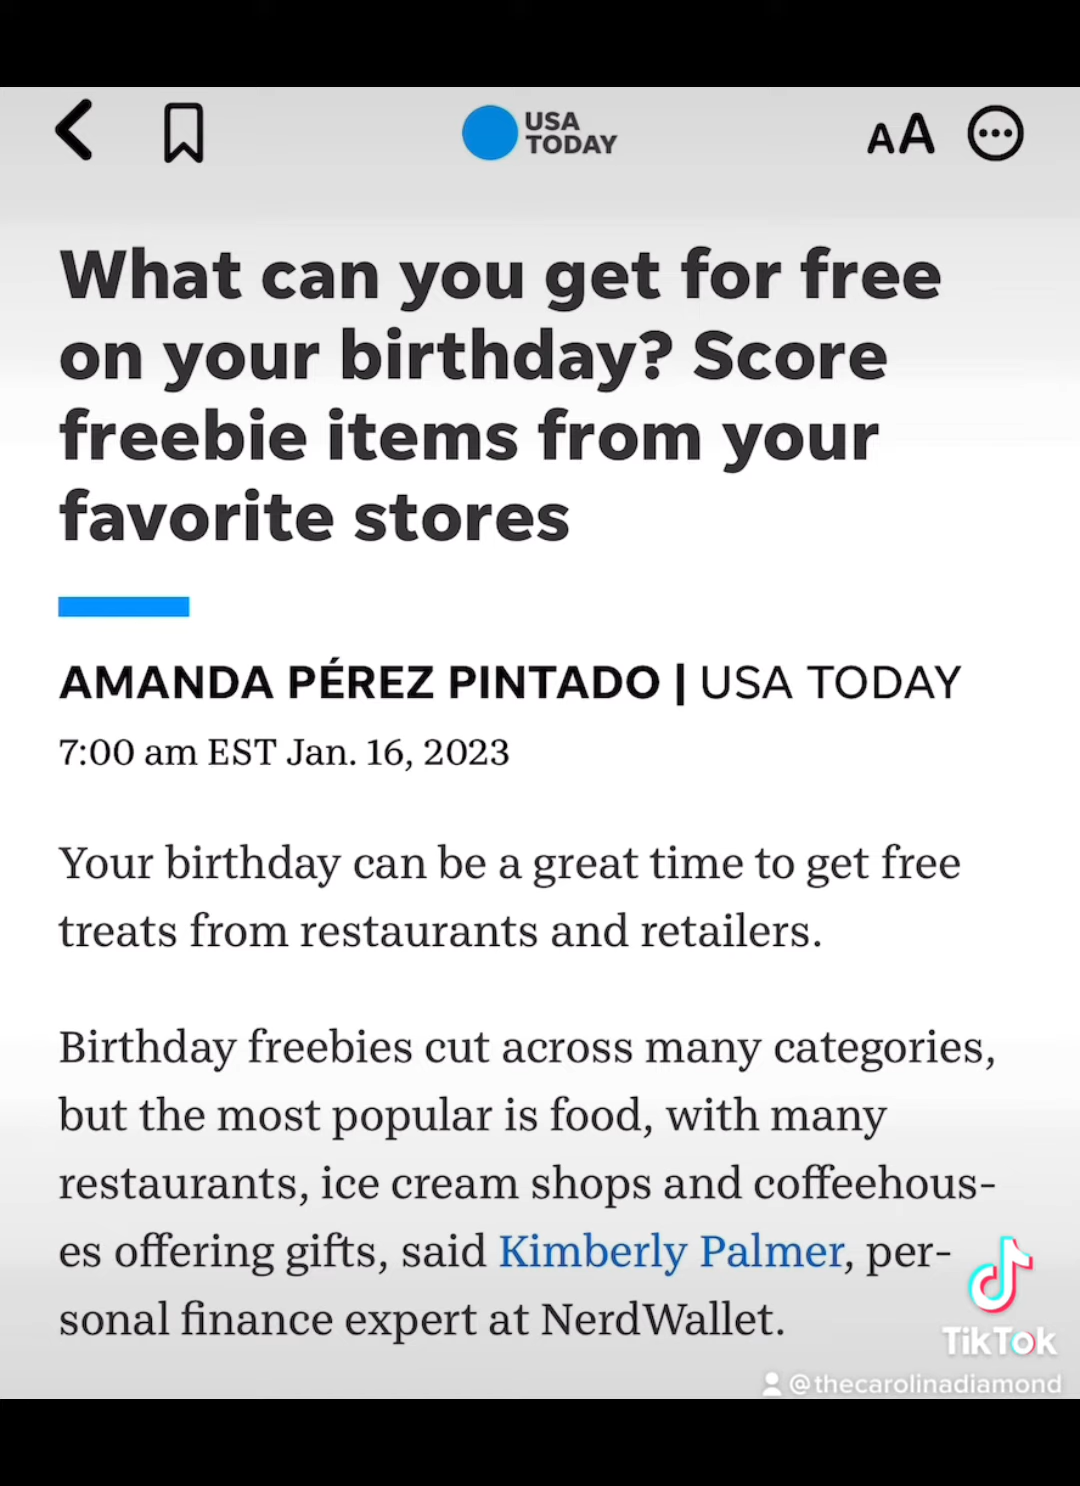 USA
TODAY
AA
What can you get for free
on your birthday? Score
freebie items from your
favorite stores
AMANDA PÉREZ PINTADO | USA TODAY
7:00 am EST Jan. 16, 2023
Your birthday can be a great time to get free
treats from restaurants and retailers.
Birthday freebies cut across many categories,
but the most popular is food, with many
restaurants, ice cream shops and coffeehous-
es offering gifts, said Kimberly Palmer, per-
sonal finance expert at NerdWallet.
TikTok
@thecarolinadiamond